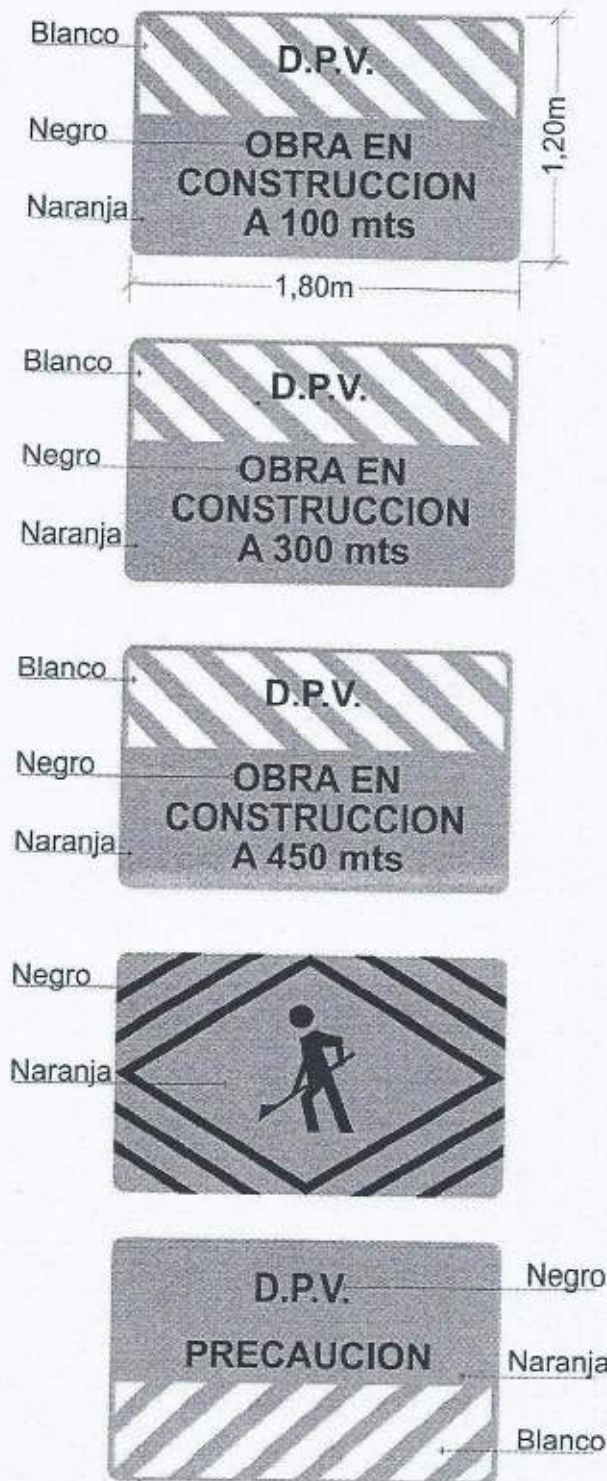 Blanco
D.P.V.
Negro
OBRA EN
CONSTRUCCION
Naranja
A 100 mts
1,20m
1,80m
Blanco
D.P.V.
Negro
OBRA EN
CONSTRUCCION
Naranja
A 300 mts
Blanco
D.P.V.
Negro
OBRA EN
CONSTRUCCION
Naranja
A 450 mts
Negro
Naranja
D.P.V.
Negro
PRECAUCION
Naranja
Blanco